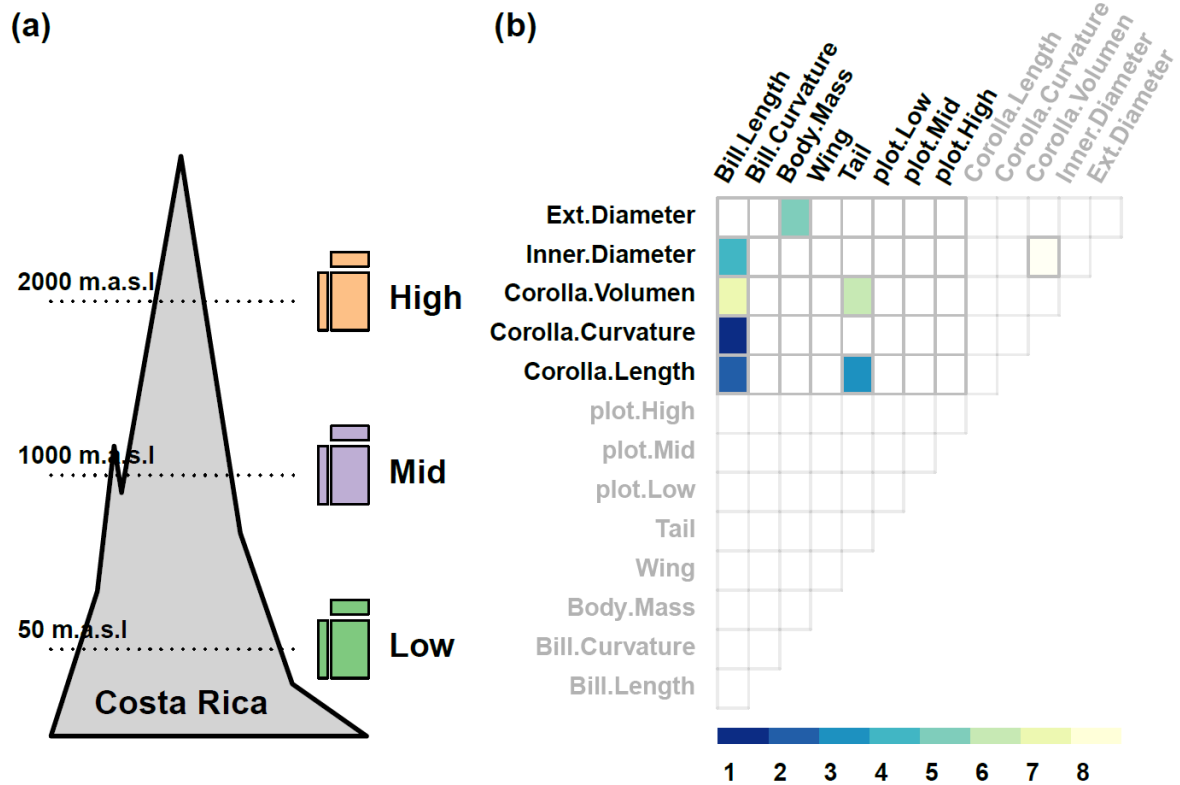 (a)
2000 m.a.s.l
High
1000 m.a.s.l
Mid
50 m.a.s.l
Low
Costa Rica
(b)
Bill.Length
Bill.Curvature
Body.Mass
Wing
Tail
plot.Low
plot.Mid
plot.High
Corolla.Length
Corolla.Curvature
Corolla.Volumen
Inner.Diameter
Ext.Diameter
Ext.Diameter
Inner.Diameter
Corolla.Volumen
Corolla.Curvature
Corolla.Length
plot.High
plot.Mid
plot.Low
Tail
Wing
Body.Mass
Bill.Curvature
Bill.Length
1 2 3 4 5 6 7 8